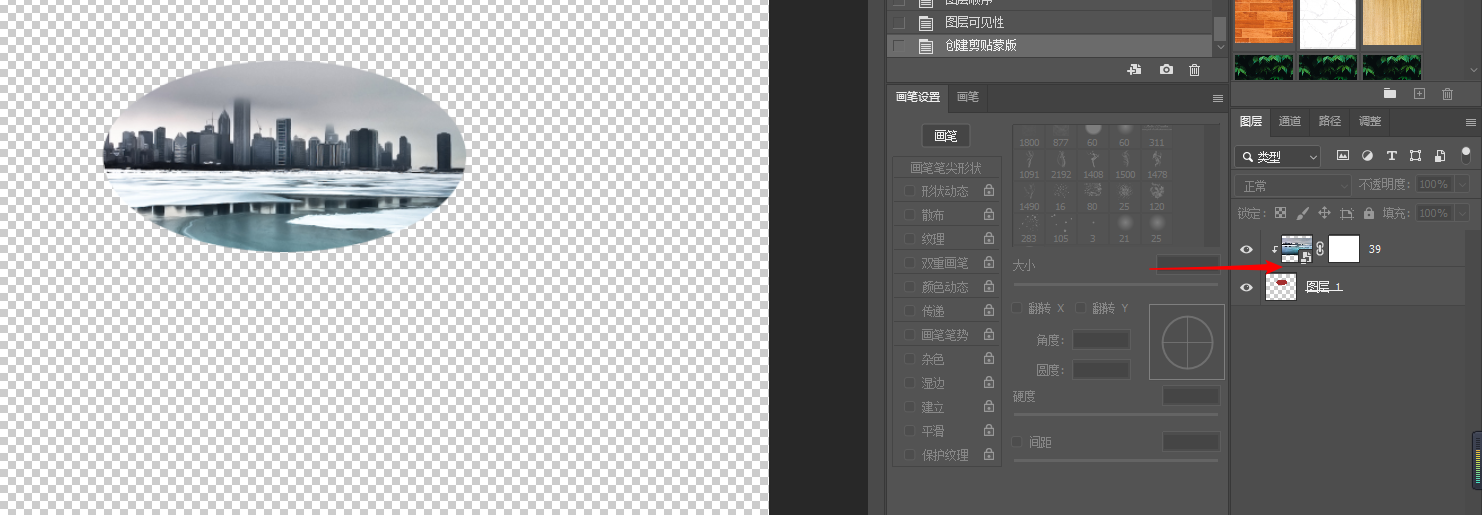 图层顺序
图层可见性
创建剪贴蒙版
画笔设置 画笔
画笔
1800 877 60 60 311
1091 2192 1408 1500 1478
1490 16 80 25 120
283 105 3 21 25
画笔笔尖形状
形状动态
散布
纹理
双重画笔
颜色动态
传递
画笔笔势
杂色
湿边
建立
平滑
保护纹理
大小
翻转 X 翻转 Y
角度:
圆度:
硬度
间距
图层 通道 路径 调整
类型
正常 不透明度: 100%
锁定: 填充: 100%
39
图层 1